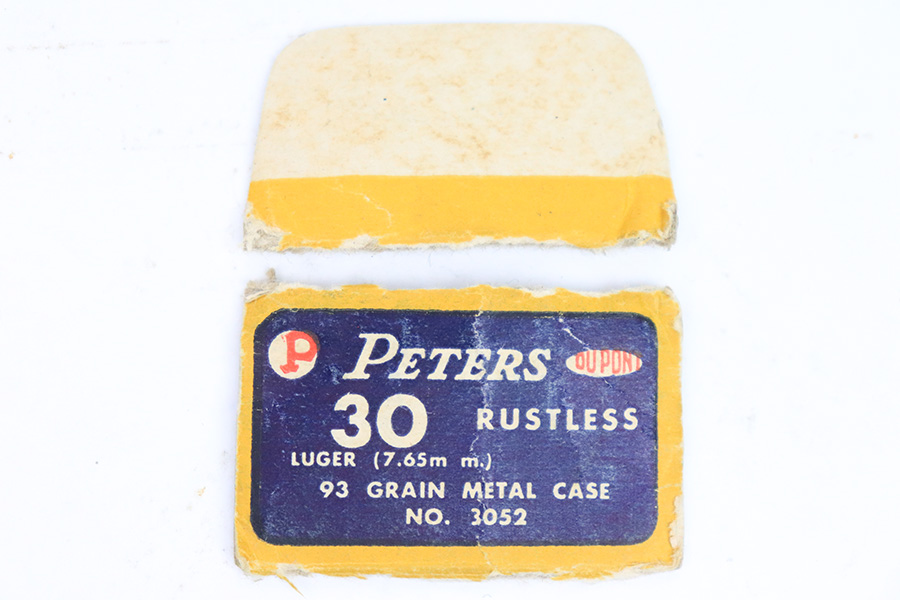 P PETERS DU PONT
30 RUSTLESS
LUGER (7.65m m.)
93 GRAIN METAL CASE
NO. 3052